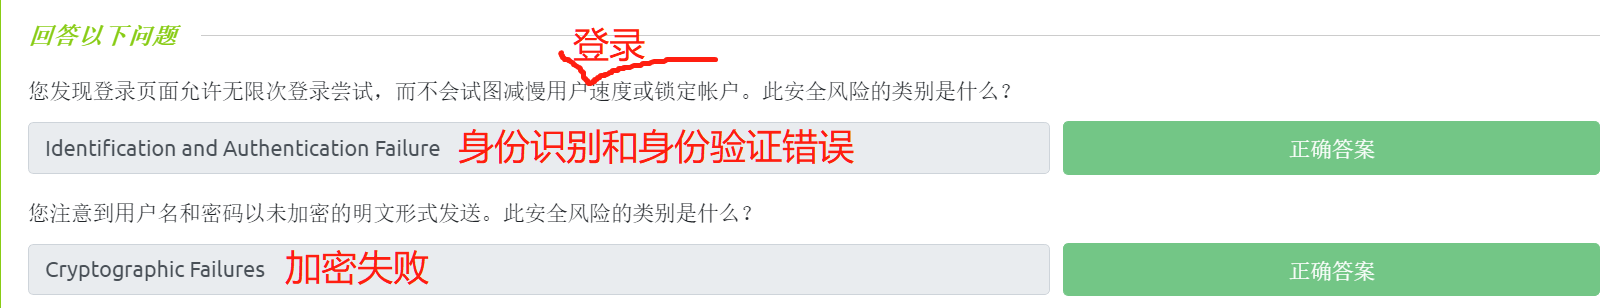 回答以下问题
登录
您发现登录页面允许无限次登录尝试，而不会试图减慢用户速度或锁定帐户。此安全风险的类别是什么？
Identification and Authentication Failure 身份识别和身份验证错误 正确答案
您注意到用户名和密码以未加密的明文形式发送。此安全风险的类别是什么？
Cryptographic Failures 加密失败 正确答案